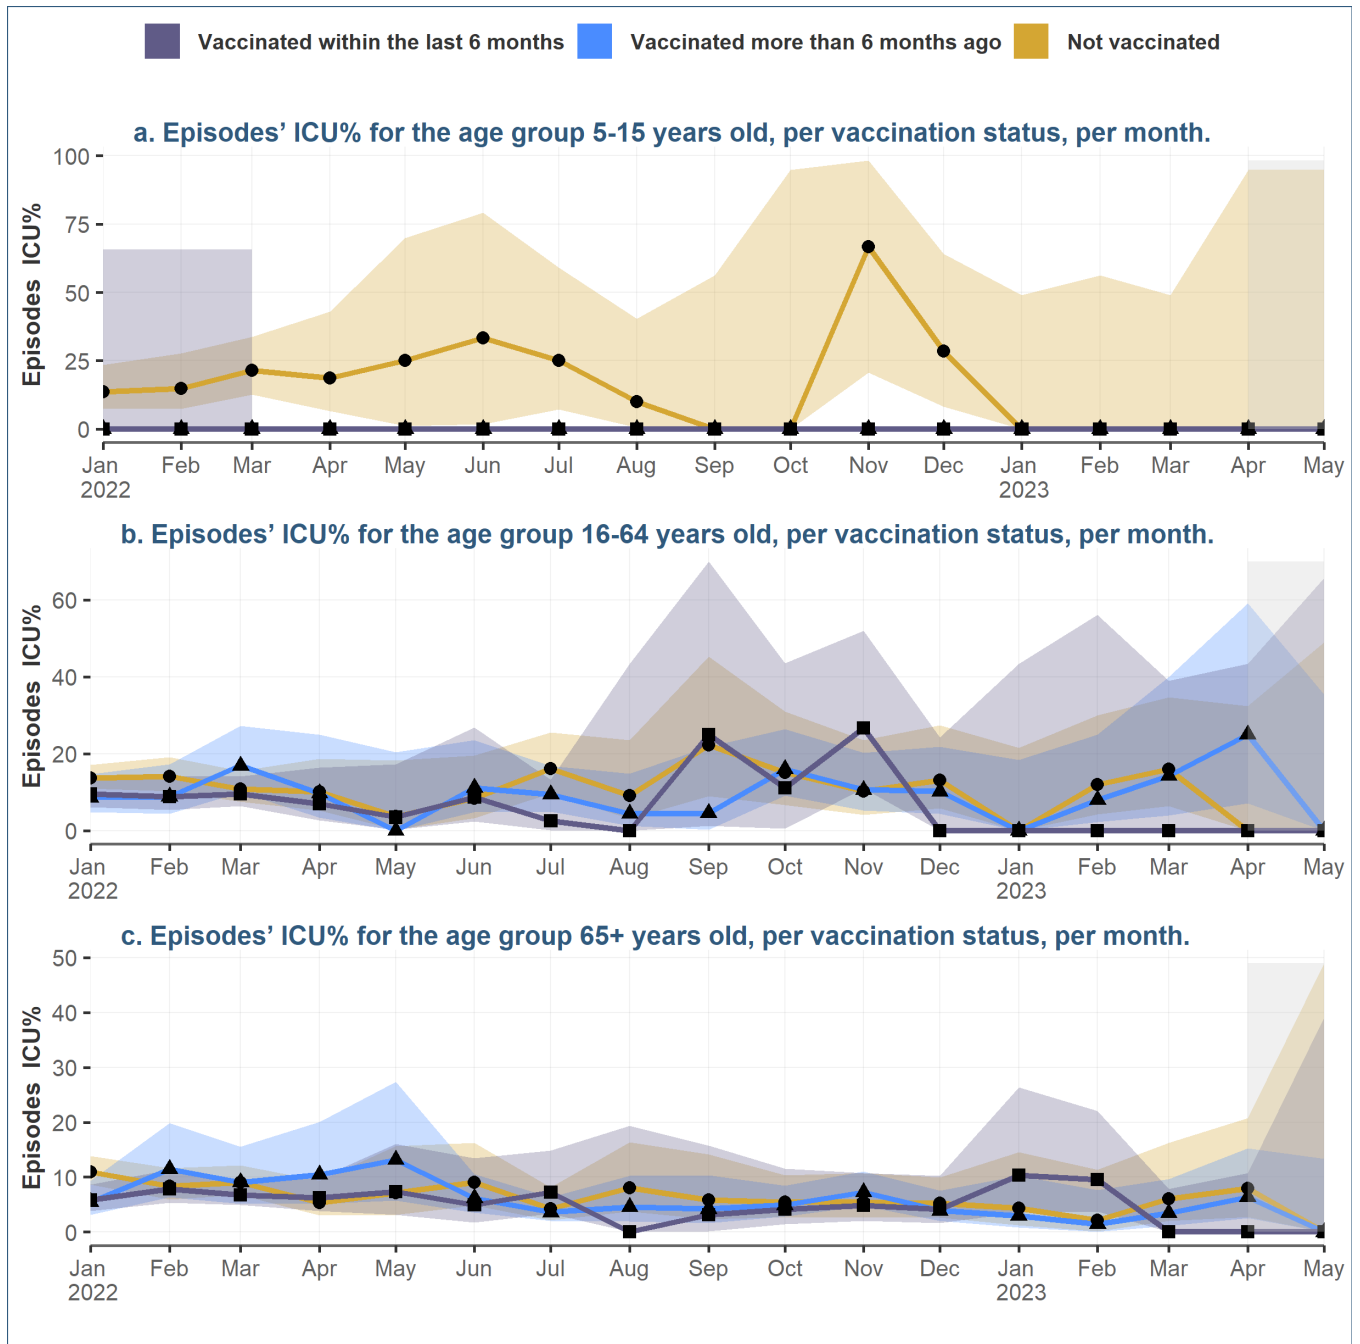 Vaccinated within the last 6 months Vaccinated more than 6 months ago Not vaccinated
a. Episodes’ ICU% for the age group 5-15 years old, per vaccination status, per month.
Episodes ICU%
100
75
50
25
0
Jan Feb Mar Apr May Jun Jul Aug Sep Oct Nov Dec Jan Feb Mar Apr May
2022 2023
b. Episodes’ ICU% for the age group 16-64 years old, per vaccination status, per month.
Episodes ICU%
60
40
20
0
Jan Feb Mar Apr May Jun Jul Aug Sep Oct Nov Dec Jan Feb Mar Apr May
2022 2023
c. Episodes’ ICU% for the age group 65+ years old, per vaccination status, per month.
Episodes ICU%
50
40
30
20
10
0
Jan Feb Mar Apr May Jun Jul Aug Sep Oct Nov Dec Jan Feb Mar Apr May
2022 2023